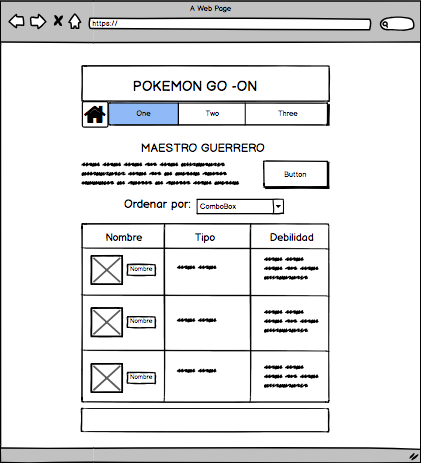 A Web Page
https://
POKEMON GO -ON
One Two Three
MAESTRO GUERRERO
Button
Ordenar por: ComboBox
Nombre Tipo Debilidad
Nombre
Nombre
Nombre